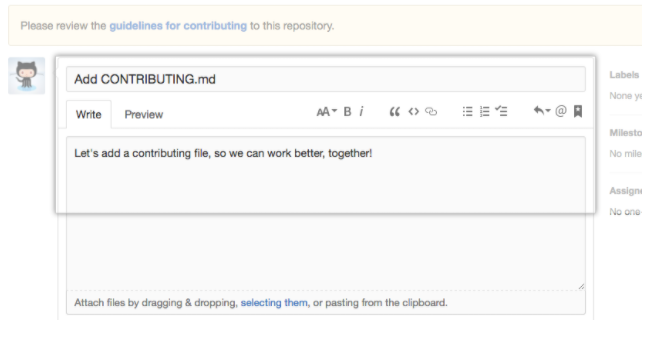 Please review the guidelines for contributing to this repository.
Add CONTRIBUTING.md
Labels
None ye
Write Preview AA B i “ <> @
Let's add a contributing file, so we can work better, together!
Milesto
No mile
Assign
No one
Attach files by dragging & dropping, selecting them, or pasting from the clipboard.